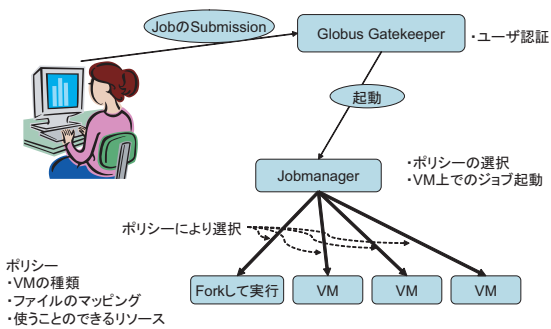 JobのSubmission
Globus Gatekeeper
・ユーザ認証
起動
Jobmanager
・ポリシーの選択
・VM上でのジョブ起動
ポリシーにより選択
Forkして実行
VM
VM
VM
ポリシー
・VMの種類
・ファイルのマッピング
・使うことのできるリソース